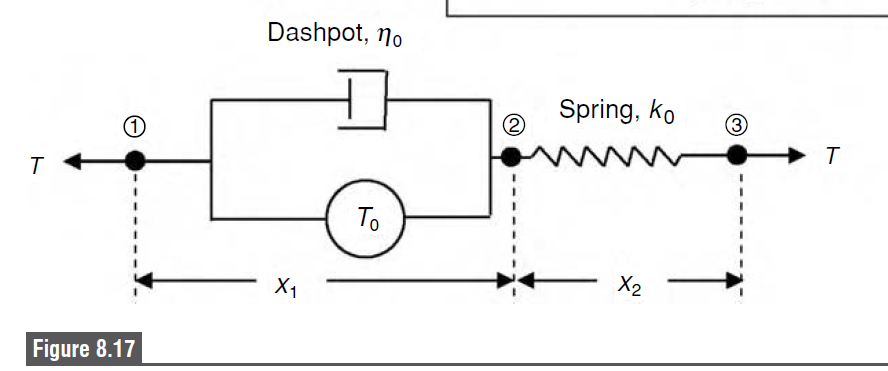 Dashpot, η₀
Spring, k₀
① ② ③
T T
T₀
x₁ x₂
Figure 8.17